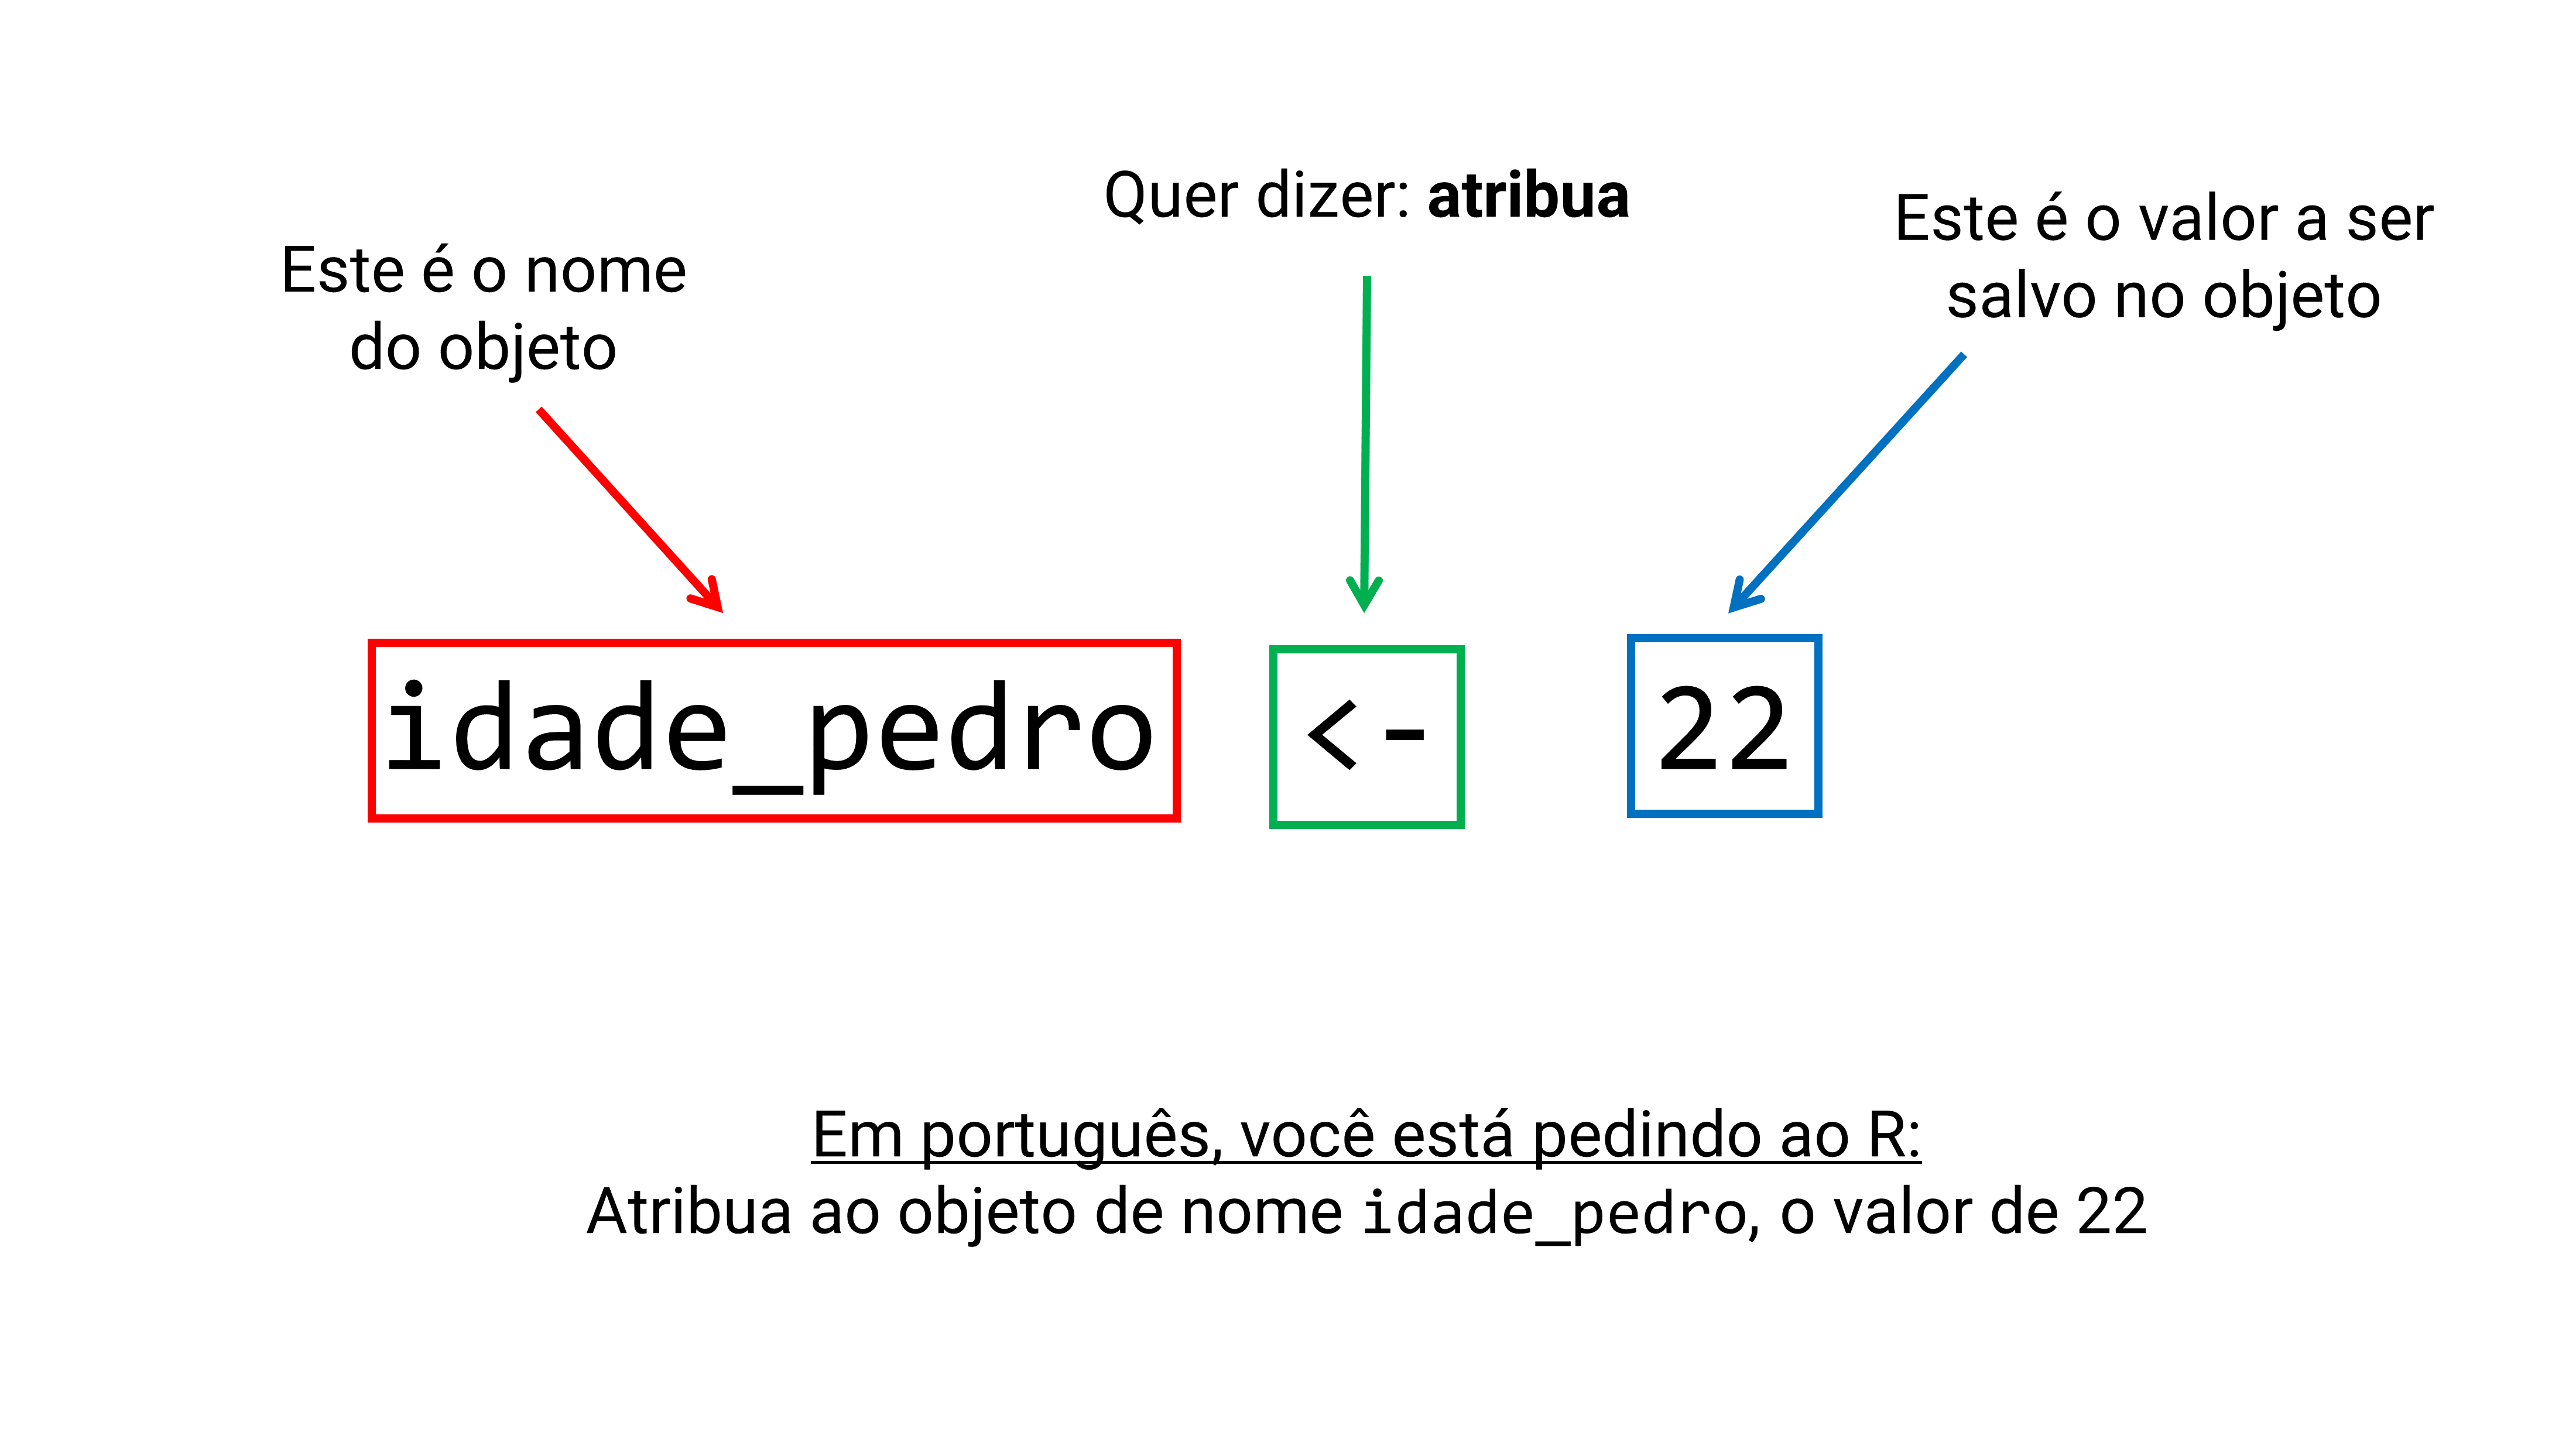 Quer dizer: atribua
Este é o nome
do objeto
Este é o valor a ser
salvo no objeto
idade_pedro <- 22
Em português, você está pedindo ao R:
Atribua ao objeto de nome idade_pedro, o valor de 22